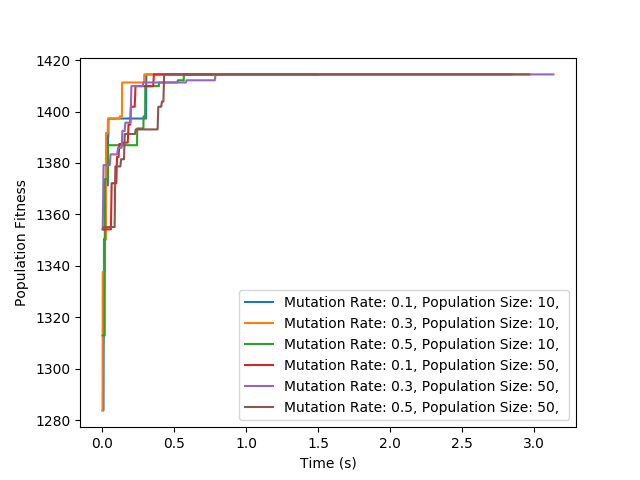 1420
1400
1380
1360
1340
1320
1300
1280
Population Fitness
Mutation Rate: 0.1, Population Size: 10,
Mutation Rate: 0.3, Population Size: 10,
Mutation Rate: 0.5, Population Size: 10,
Mutation Rate: 0.1, Population Size: 50,
Mutation Rate: 0.3, Population Size: 50,
Mutation Rate: 0.5, Population Size: 50,
0.0 0.5 1.0 1.5 2.0 2.5 3.0
Time (s)